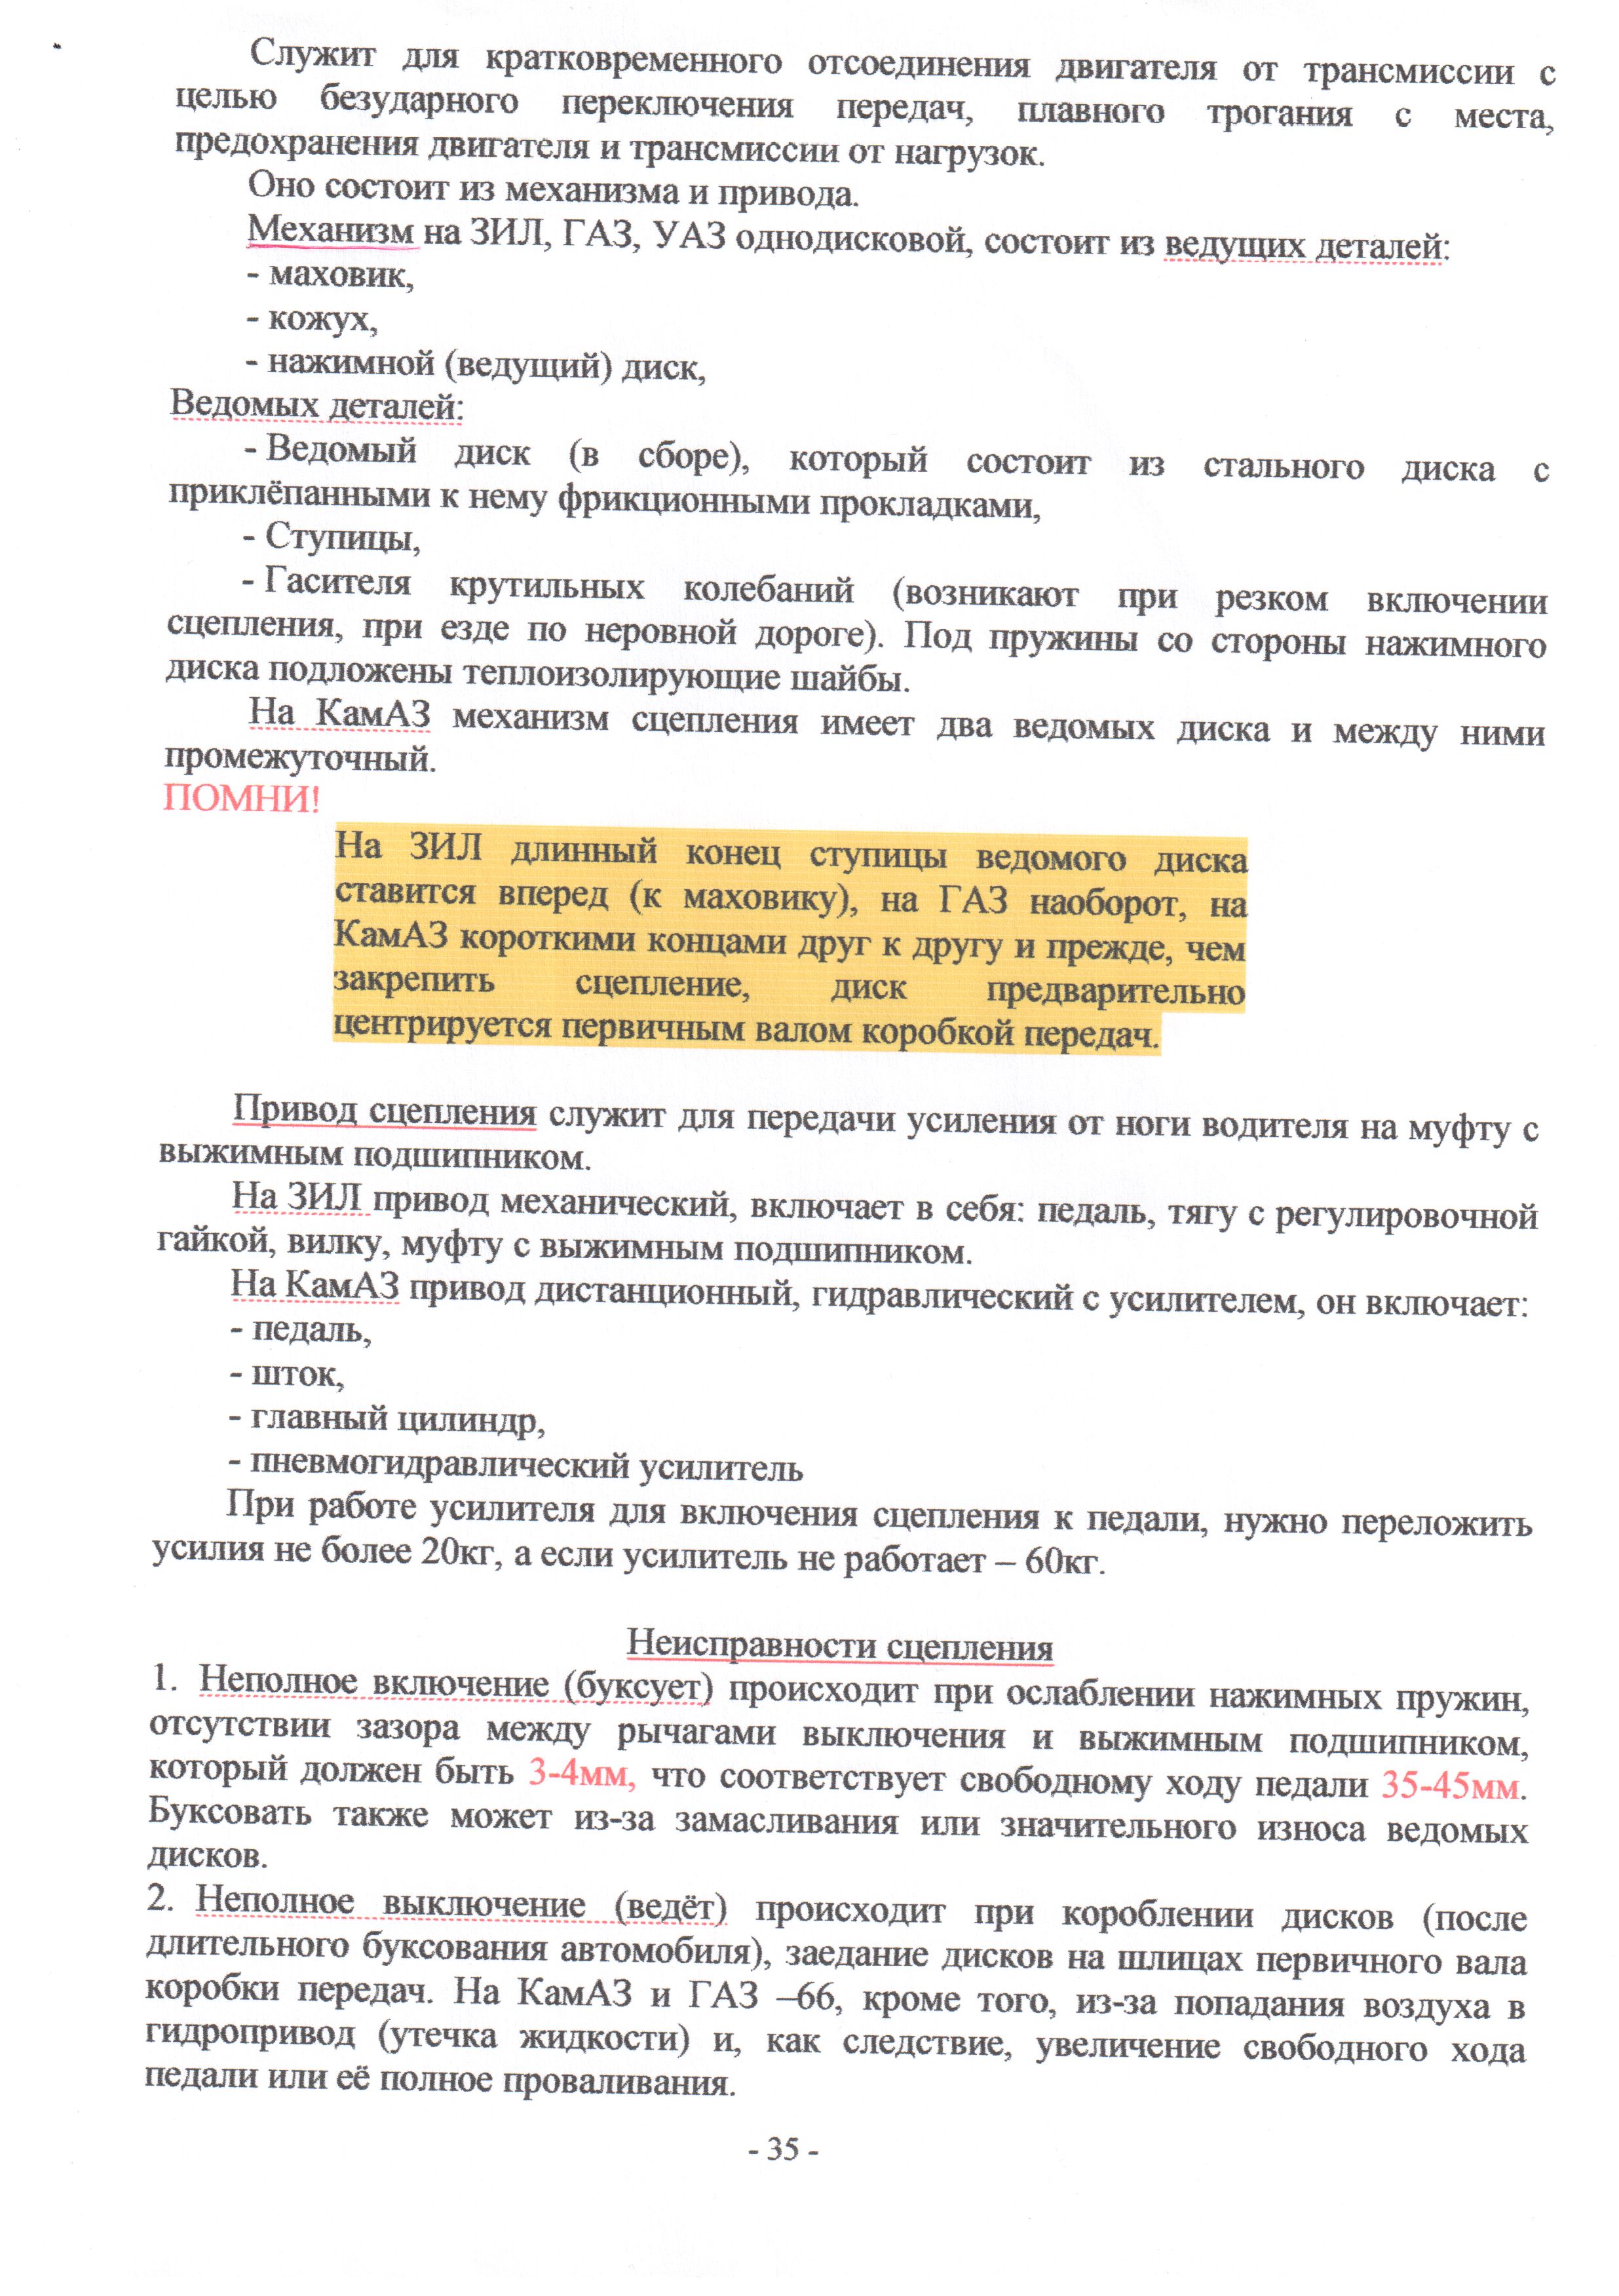 Служит для кратковременного отсоединения двигателя от трансмиссии с
целью безударного переключения передач, плавного трогания с места,
предохранения двигателя и трансмиссии от нагрузок.
Оно состоит из механизма и привода.
Механизм на ЗИЛ, ГАЗ, УАЗ однодисковой, состоит из ведущих деталей:
- маховик,
- кожух,
- нажимной (ведущий) диск,
Ведомых деталей:
- Ведомый диск (в сборе), который состоит из стального диска с
приклёпанными к нему фрикционными прокладками,
- Ступицы,
- Гасителя крутильных колебаний (возникают при резком включении
сцепления, при езде по неровной дороге). Под пружины со стороны нажимного
диска подложены теплоизолирующие шайбы.
На КамАЗ механизм сцепления имеет два ведомых диска и между ними
промежуточный.
ПОМНИ!
На ЗИЛ длинный конец ступицы ведомого диска
ставится вперед (к маховику), на ГАЗ наоборот, на
КамАЗ короткими концами друг к другу и прежде, чем
закрепить сцепление, диск предварительно
центрируется первичным валом коробкой передач.
Привод сцепления служит для передачи усиления от ноги водителя на муфту с
выжимным подшипником.
На ЗИЛ привод механический, включает в себя: педаль, тягу с регулировочной
гайкой, вилку, муфту с выжимным подшипником.
На КамАЗ привод дистанционный, гидравлический с усилителем, он включает:
- педаль,
- шток,
- главный цилиндр,
- пневмогидравлический усилитель
При работе усилителя для включения сцепления к педали, нужно переложить
усилия не более 20кг, а если усилитель не работает – 60кг.
Неисправности сцепления
1. Неполное включение (буксует) происходит при ослаблении нажимных пружин,
отсутствии зазора между рычагами выключения и выжимным подшипником,
который должен быть 3-4мм, что соответствует свободному ходу педали 35-45мм.
Буксовать также может из-за замасливания или значительного износа ведомых
дисков.
2. Неполное выключение (ведёт) происходит при короблении дисков (после
длительного буксования автомобиля), заедание дисков на шлицах первичного вала
коробки передач. На КамАЗ и ГАЗ –66, кроме того, из-за попадания воздуха в
гидропривод (утечка жидкости) и, как следствие, увеличение свободного хода
педали или её полное проваливания.
- 35 -